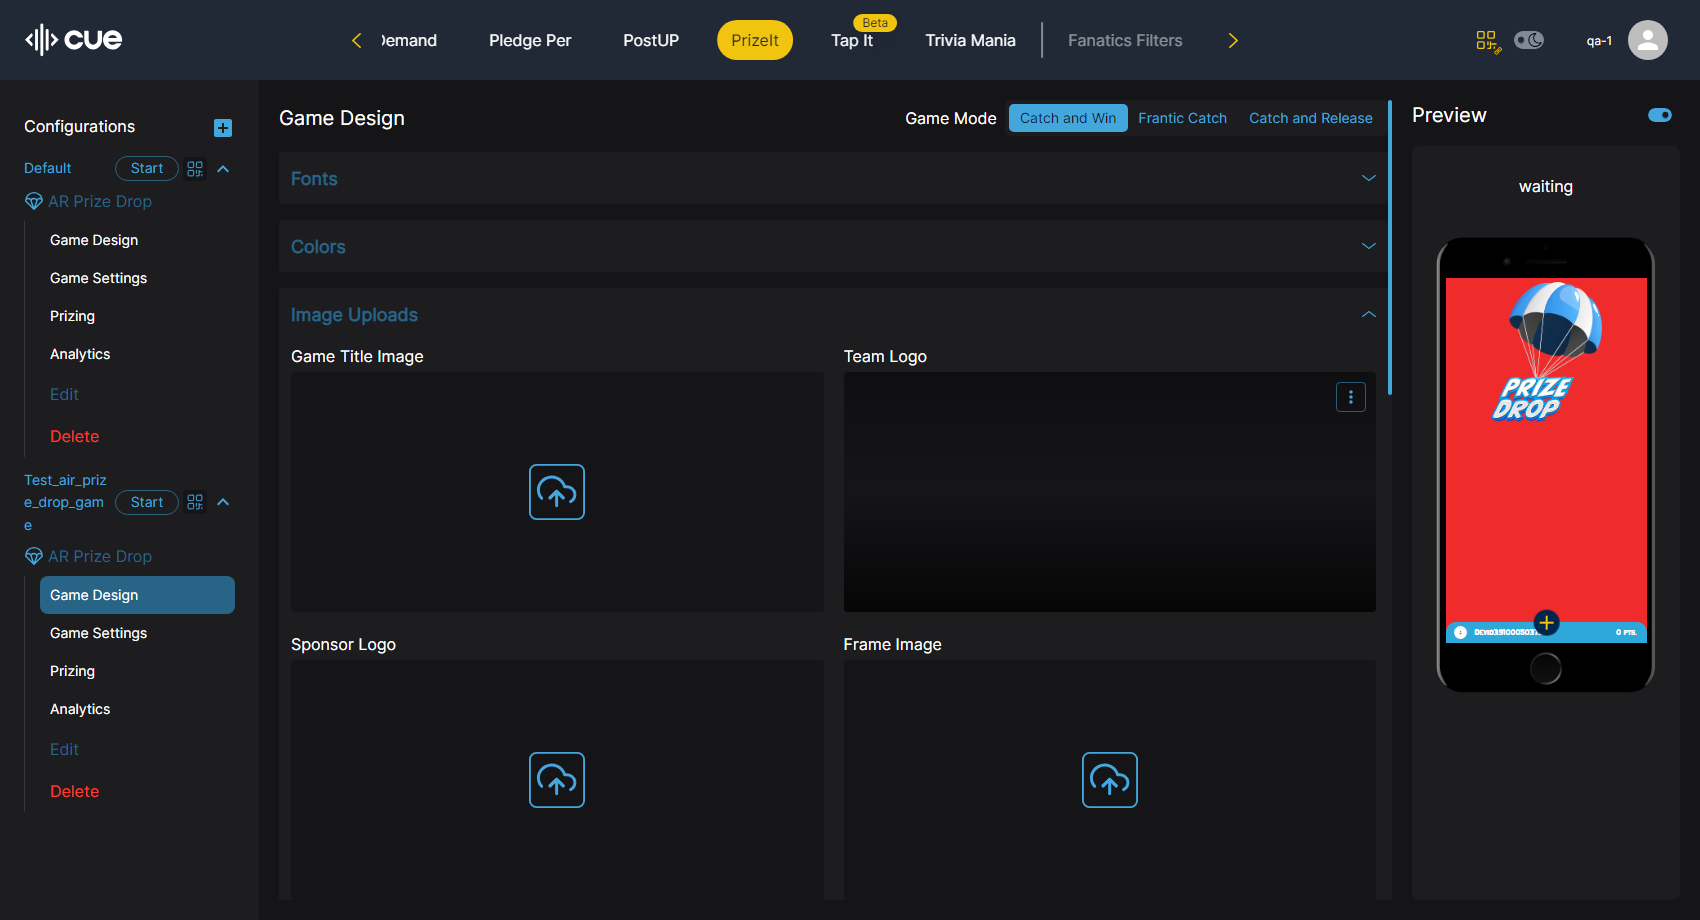 cue
Demand
Pledge Per
PostUP
PrizeIt
Beta
Tap It
Trivia Mania
Fanatics Filters
qa-1
Configurations
Default
Start
AR Prize Drop
Game Design
Game Settings
Prizing
Analytics
Edit
Delete
Test_air_priz
e_drop_gam
e
Start
AR Prize Drop
Game Design
Game Settings
Prizing
Analytics
Edit
Delete
Game Design
Game Mode
Catch and Win
Frantic Catch
Catch and Release
Fonts
Colors
Image Uploads
Game Title Image
Team Logo
Sponsor Logo
Frame Image
Preview
waiting
PRIZE
DROP
0 PTS.